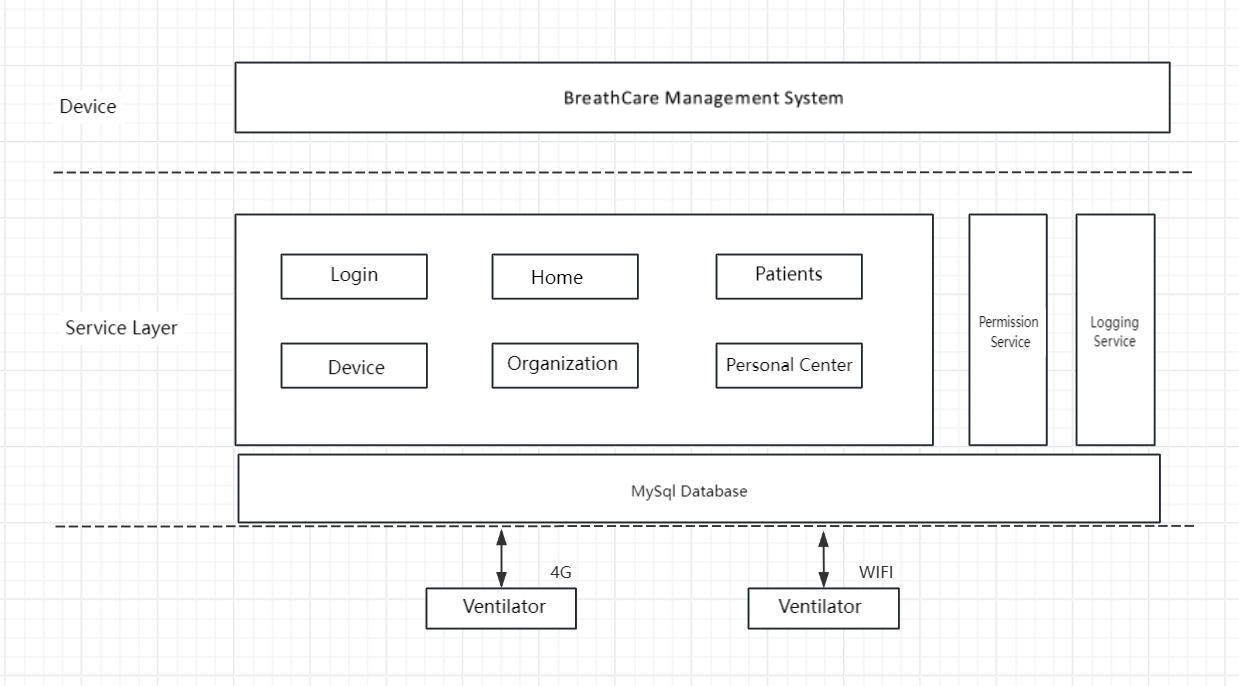 Device
BreathCare Management System
Service Layer
Login
Home
Patients
Device
Organization
Personal Center
Permission
Service
Logging
Service
MySql Database
4G
WIFI
Ventilator
Ventilator